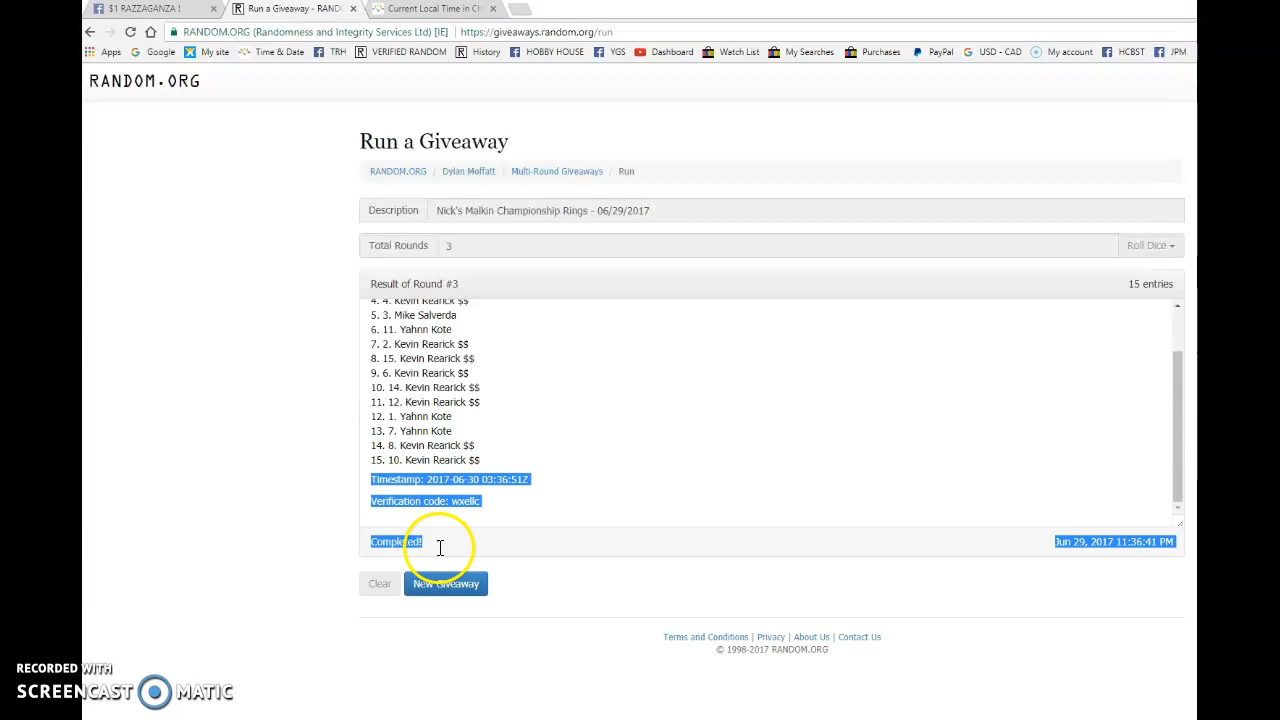 $1 RAZZAGANZA !
Run a Giveaway - RANDO
Current Local Time in Ch
RANDOM.ORG (Randomness and Integrity Services Ltd) [IE]
https://giveaways.random.org/run
Apps Google My site Time & Date TRH VERIFIED RANDOM History HOBBY HOUSE YGS Dashboard Watch List My Searches Purchases PayPal USD - CAD My account HCBST JPM
RANDOM.ORG
Run a Giveaway
RANDOM.ORG / Dylan Moffatt / Multi-Round Giveaways / Run
Description Nick's Malkin Championship Rings - 06/29/2017
Total Rounds 3 Roll Dice
Result of Round #3 15 entries
4. 4. Kevin Rearick $$
5. 3. Mike Salverda
6. 11. Yahnn Kote
7. 2. Kevin Rearick $$
8. 15. Kevin Rearick $$
9. 6. Kevin Rearick $$
10. 14. Kevin Rearick $$
11. 12. Kevin Rearick $$
12. 1. Yahnn Kote
13. 7. Yahnn Kote
14. 8. Kevin Rearick $$
15. 10. Kevin Rearick $$
Timestamp: 2017-06-30 03:36:51Z
Verification code: wxellc
Completed! Jun 29, 2017 11:36:41 PM
Clear New Giveaway
Terms and Conditions | Privacy | About Us | Contact Us
© 1998-2017 RANDOM.ORG
RECORDED WITH
SCREENCAST MATIC